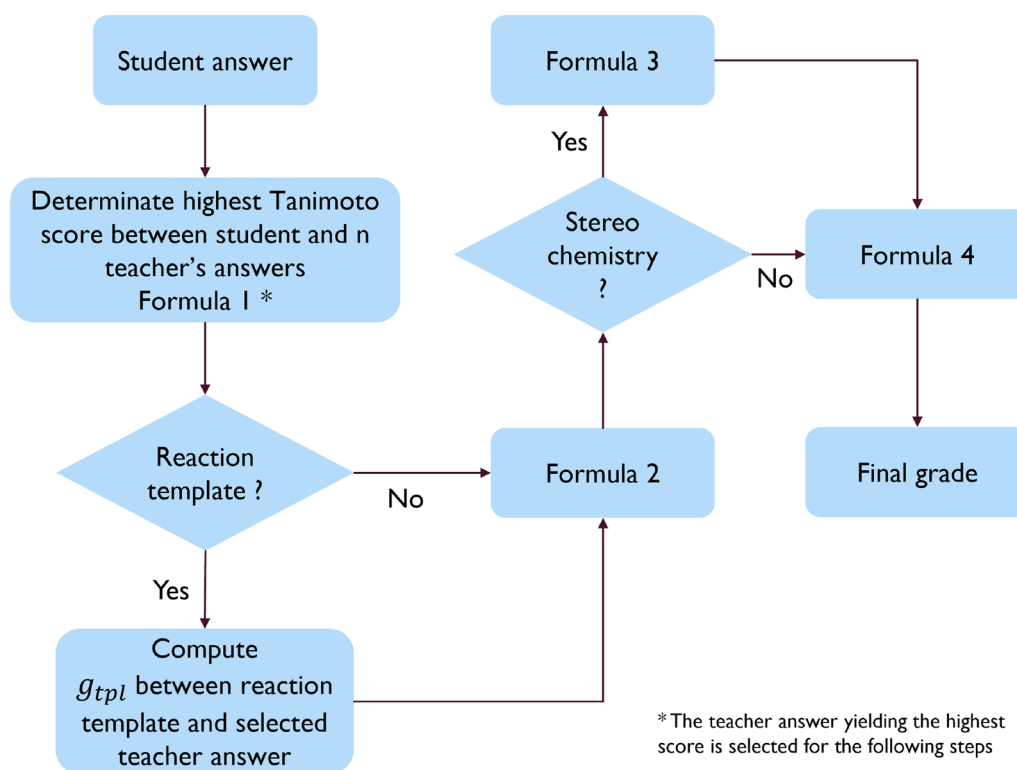 Student answer
Determinate highest Tanimoto
score between student and n
teacher's answers
Formula 1 *
Reaction
template ?
No
Yes
Compute
g_{tpl} between reaction
template and selected
teacher answer
Formula 2
Stereo
chemistry
?
Yes
No
Formula 3
Formula 4
Final grade
* The teacher answer yielding the highest
score is selected for the following steps